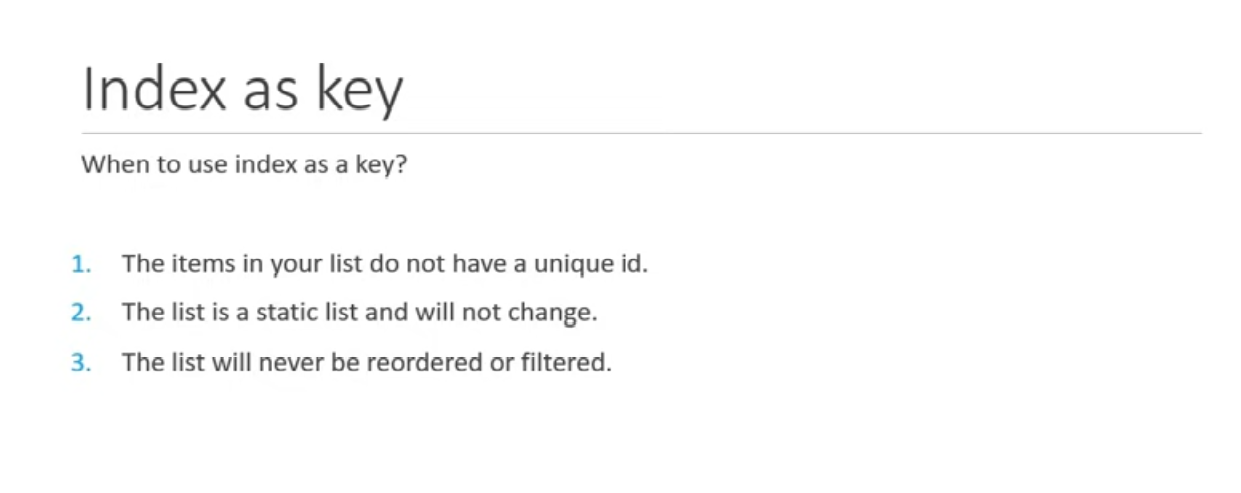 Index as key
When to use index as a key?
1. The items in your list do not have a unique id.
2. The list is a static list and will not change.
3. The list will never be reordered or filtered.